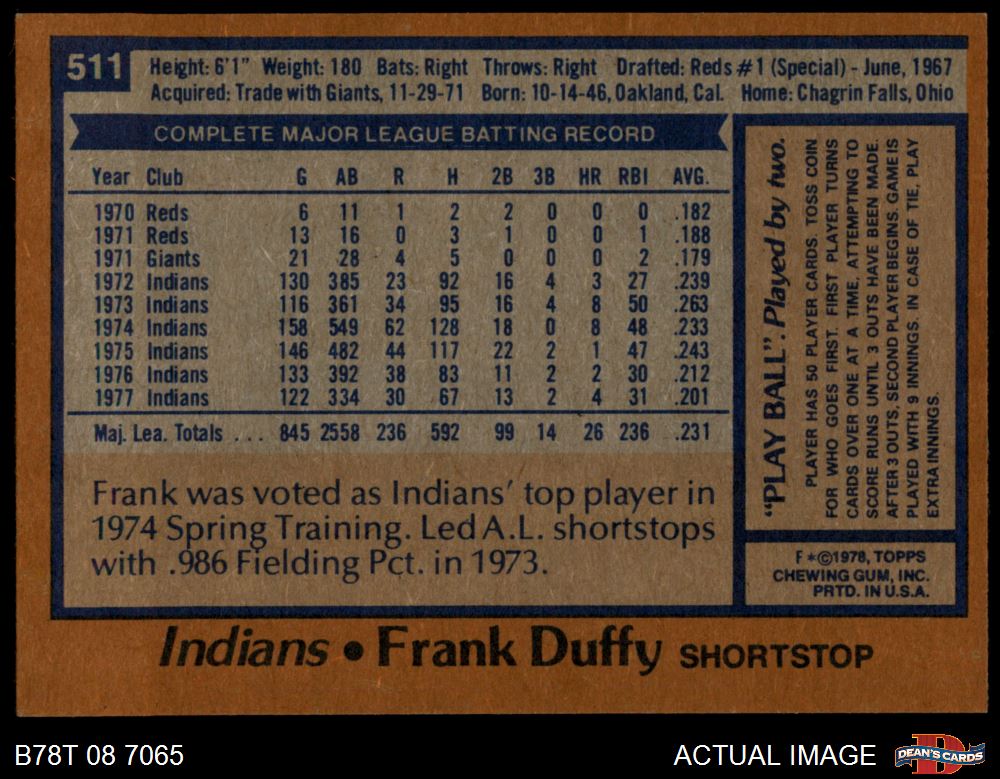 511
Height: 6'1" Weight: 180 Bats: Right Throws: Right Drafted: Reds #1 (Special) - June, 1967
Acquired: Trade with Giants, 11-29-71 Born: 10-14-46, Oakland, Cal. Home: Chagrin Falls, Ohio
COMPLETE MAJOR LEAGUE BATTING RECORD
Year Club G AB R H 2B 3B HR RBI AVG.
1970 Reds 6 11 1 2 2 0 0 0 .182
1971 Reds 13 16 0 3 1 0 0 1 .188
1971 Giants 21 28 4 5 0 0 0 2 .179
1972 Indians 130 385 23 92 16 4 3 27 .239
1973 Indians 116 361 34 95 16 4 8 50 .263
1974 Indians 158 549 62 128 18 0 8 48 .233
1975 Indians 146 482 44 117 22 2 1 47 .243
1976 Indians 133 392 38 83 11 2 2 30 .212
1977 Indians 122 334 30 67 13 2 4 31 .201
Maj. Lea. Totals ... 845 2558 236 592 99 14 26 236 .231
Frank was voted as Indians' top player in
1974 Spring Training. Led A.L. shortstops
with .986 Fielding Pct. in 1973.
"PLAY BALL". Played by two.
PLAYER HAS 50 PLAYER CARDS. TOSS COIN
FOR WHO GOES FIRST. FIRST PLAYER TURNS
CARDS OVER ONE AT A TIME, ATTEMPTING TO
SCORE RUNS UNTIL 3 OUTS HAVE BEEN MADE.
AFTER 3 OUTS, SECOND PLAYER BEGINS. GAME IS
PLAYED WITH 9 INNINGS. IN CASE OF TIE, PLAY
EXTRA INNINGS.
F*©1978, TOPPS
CHEWING GUM, INC.
PRTD. IN U.S.A.
Indians • Frank Duffy SHORTSTOP
B78T 08 7065
ACTUAL IMAGE
DEAN'S CARDS